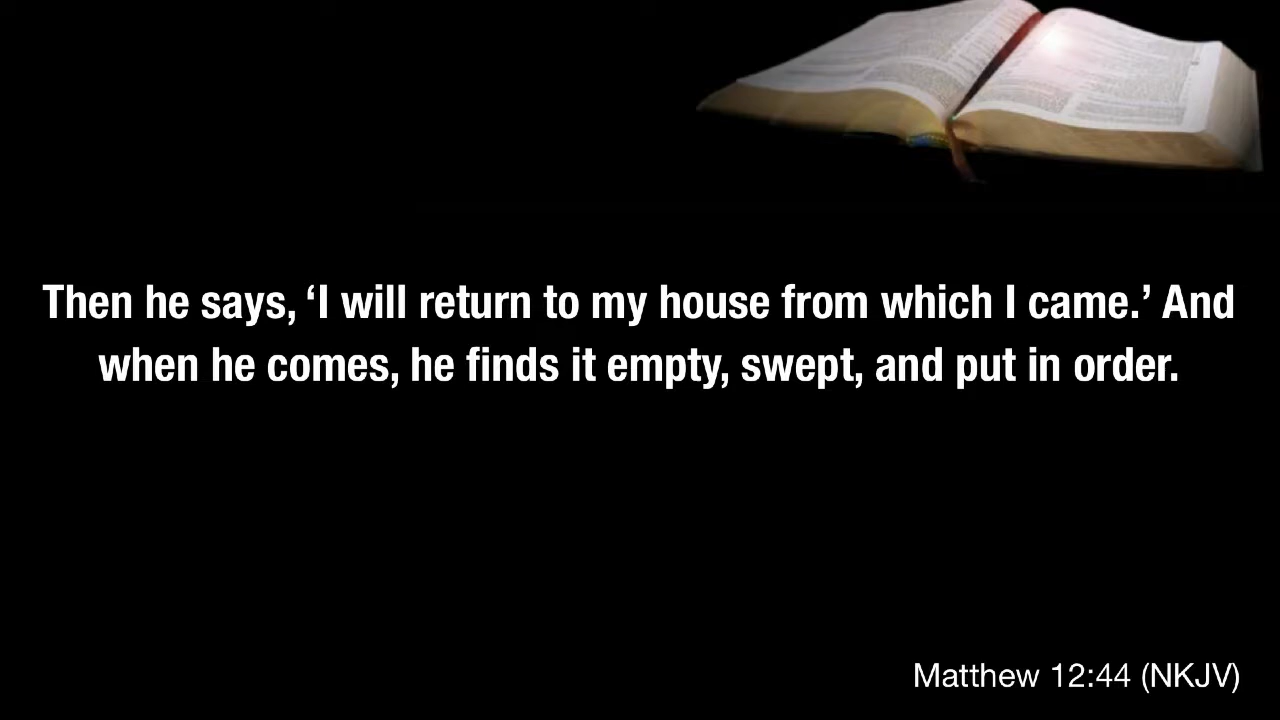 Then he says, ‘I will return to my house from which I came.’ And
when he comes, he finds it empty, swept, and put in order.
Matthew 12:44 (NKJV)